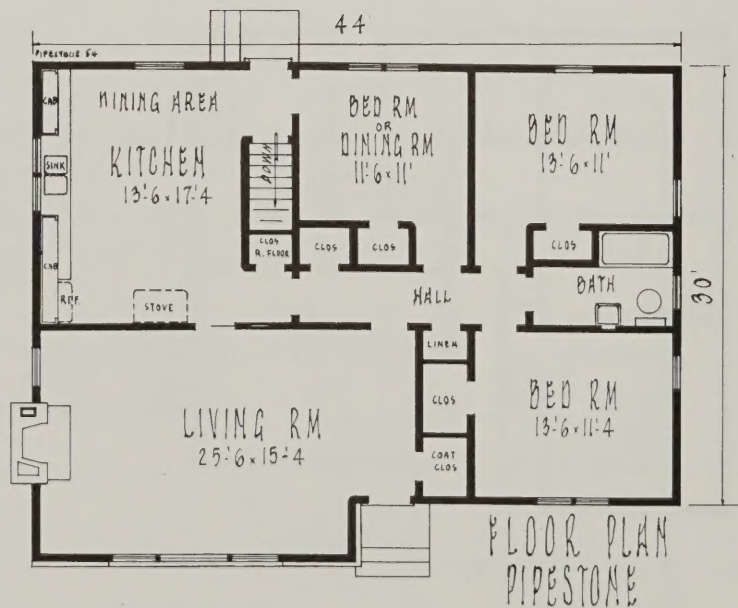 44
PIPESTONE 54
DINING AREA
KITCHEN
13'-6 x 17'-4
CAB
SINK
CAB
REF.
STOVE
DOWN
CLOS
R. FLOOR
BED RM
OR
DINING RM
11'-6 x 11'
CLOS
CLOS
BED RM
13'-6 x 11'
CLOS
BATH
HALL
30'
LINEN
CLOS
COAT
CLOS
BED RM
13'-6 x 11'-4
LIVING RM
25'-6 x 15'-4
FLOOR PLAN
PIPESTONE